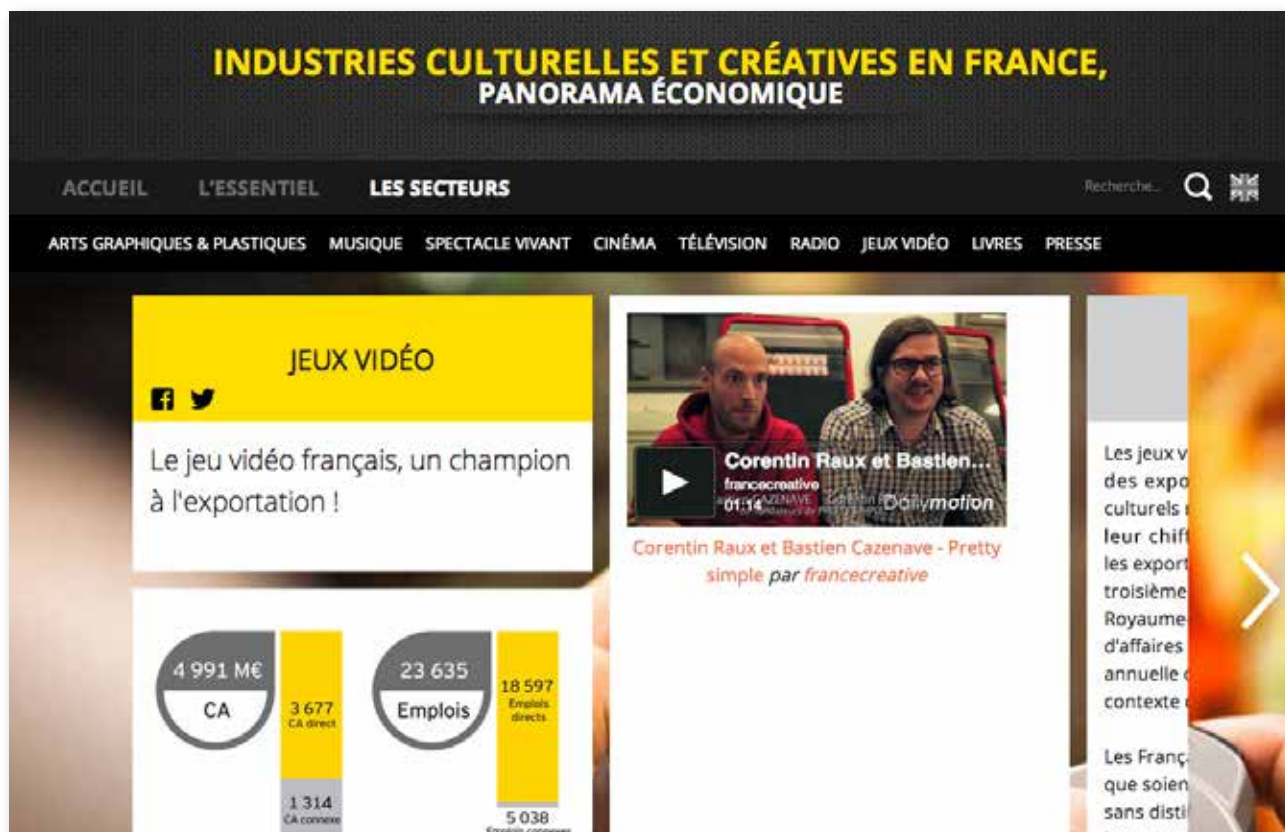 INDUSTRIES CULTURELLES ET CRÉATIVES EN FRANCE,
PANORAMA ÉCONOMIQUE
ACCUEIL L'ESSENTIEL LES SECTEURS Recherche...
ARTS GRAPHIQUES & PLASTIQUES MUSIQUE SPECTACLE VIVANT CINÉMA TÉLÉVISION RADIO JEUX VIDÉO LIVRES PRESSE
JEUX VIDÉO
Le jeu vidéo français, un champion
à l'exportation !
4 991 M€
CA
3 677
CA direct
1 314
CA connexe
23 635
Emplois
18 597
Emplois
directs
5 038
Emplois connexes
Corentin Raux et Bastien...
francecreative
01:14
Dailymotion
Corentin Raux et Bastien Cazenave - Pretty
simple par francecreative
Les jeux v
des expo
culturels
leur chiff
les export
troisième
Royaume-
d'affaires
annuelle
contexte
Les França
que soien
sans disti